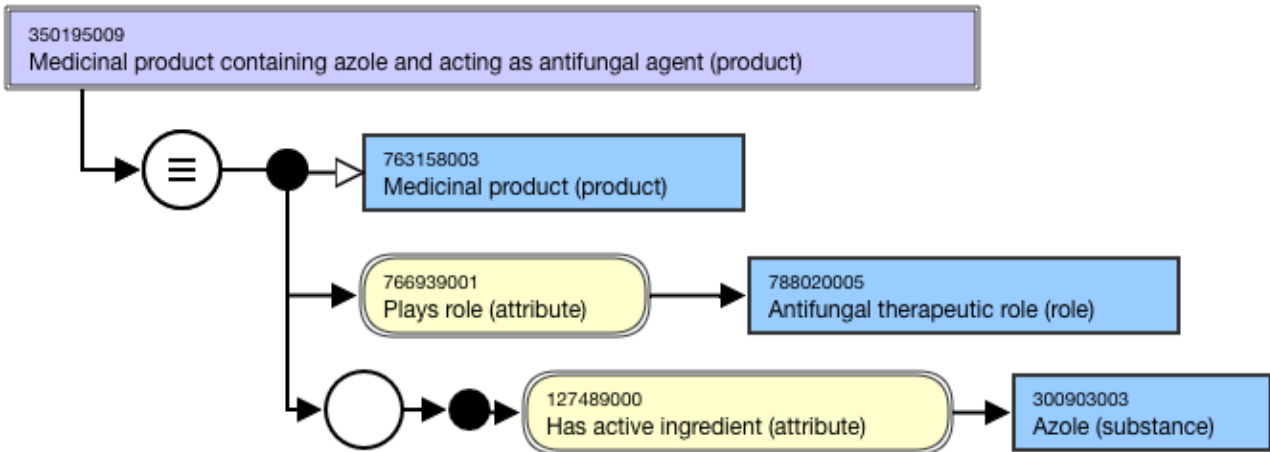 350195009
Medicinal product containing azole and acting as antifungal agent (product)
763158003
Medicinal product (product)
766939001
Plays role (attribute)
788020005
Antifungal therapeutic role (role)
127489000
Has active ingredient (attribute)
300903003
Azole (substance)